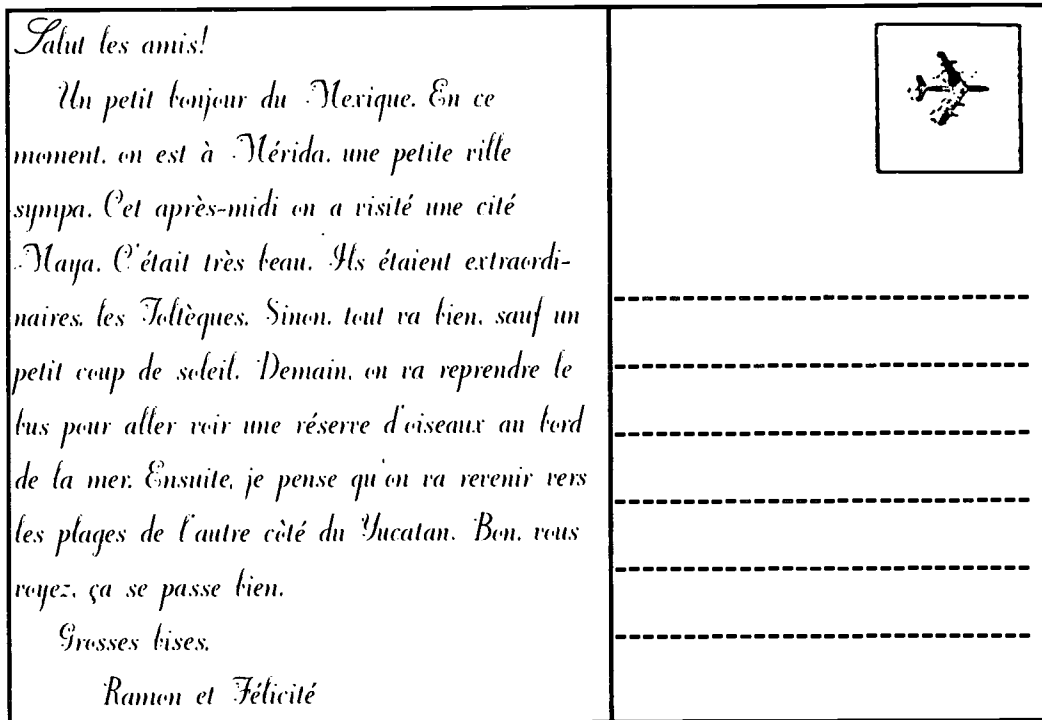 Salut les amis!
Un petit bonjour du Mexique. En ce
moment, on est à Mérida, une petite ville
sympa. Cet après-midi on a visité une cité
Maya. C'était très beau. Ils étaient extraordi-
naires, les Toltèques. Sinon, tout va bien, sauf un
petit coup de soleil. Demain, on va reprendre le
bus pour aller voir une réserve d'oiseaux au bord
de la mer. Ensuite, je pense qu'on va revenir vers
les plages de l'autre côté du Yucatan. Bon, vous
voyez, ça se passe bien.
Grosses bises,
Ramon et Félicité